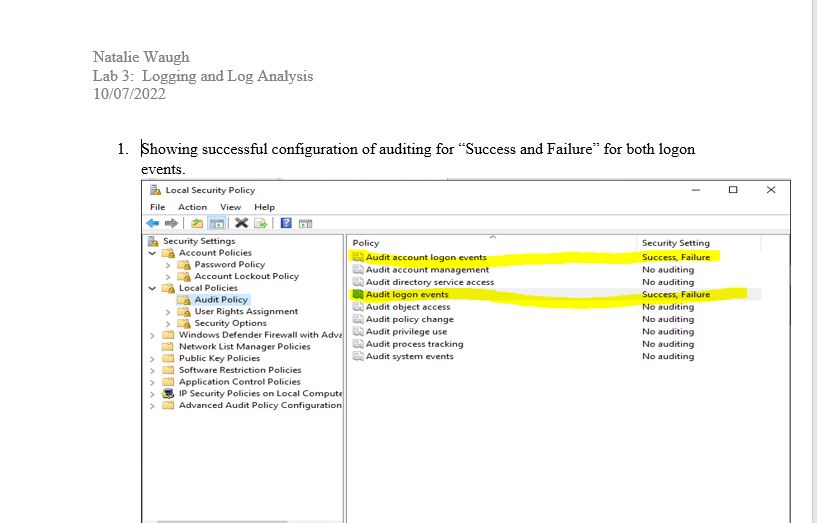 Natalie Waugh
Lab 3:  Logging and Log Analysis
10/07/2022
1. Showing successful configuration of auditing for “Success and Failure” for both logon
events.
Local Security Policy
File Action View Help
Security Settings
Account Policies
Password Policy
Account Lockout Policy
Local Policies
Audit Policy
User Rights Assignment
Security Options
Windows Defender Firewall with Adva
Network List Manager Policies
Public Key Policies
Software Restriction Policies
Application Control Policies
IP Security Policies on Local Compute
Advanced Audit Policy Configuration
Policy Security Setting
Audit account logon events Success, Failure
Audit account management No auditing
Audit directory service access No auditing
Audit logon events Success, Failure
Audit object access No auditing
Audit policy change No auditing
Audit privilege use No auditing
Audit process tracking No auditing
Audit system events No auditing